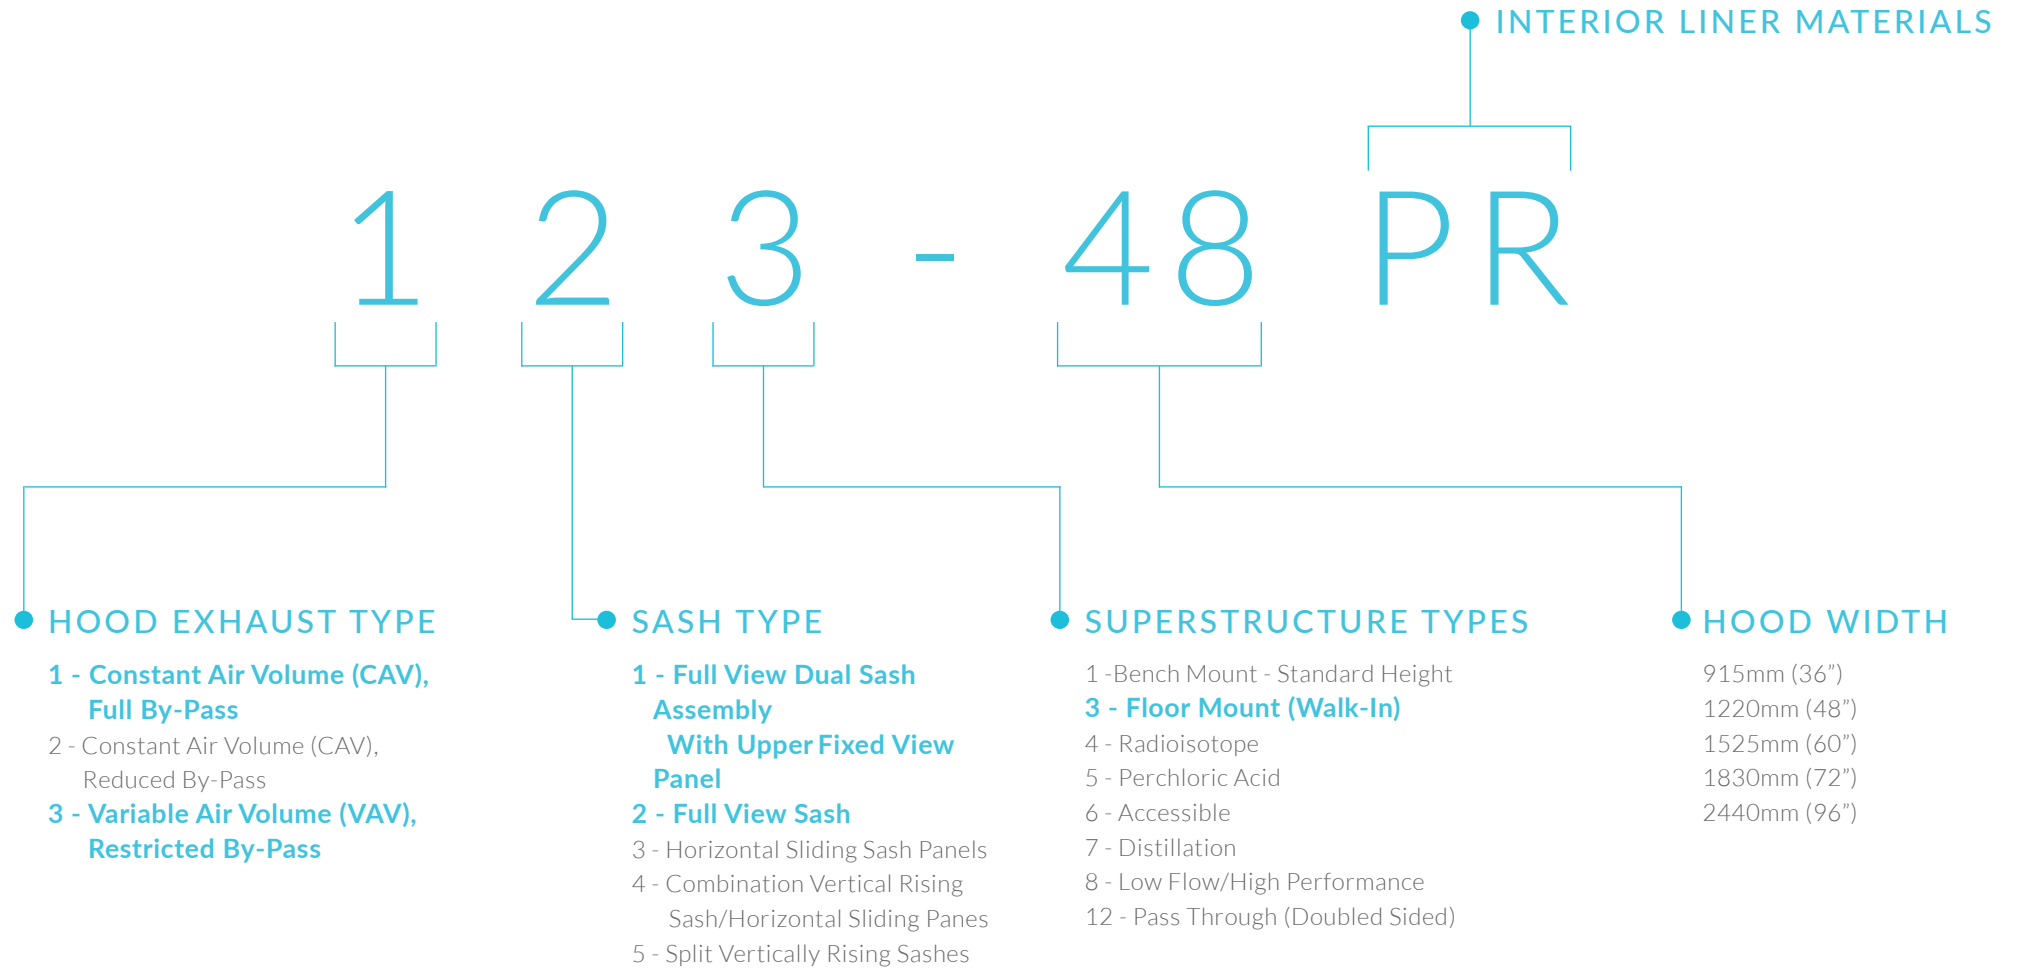 INTERIOR LINER MATERIALS
1 2 3 - 48 PR
HOOD EXHAUST TYPE
1 - Constant Air Volume (CAV),
Full By-Pass
2 - Constant Air Volume (CAV),
Reduced By-Pass
3 - Variable Air Volume (VAV),
Restricted By-Pass
SASH TYPE
1 - Full View Dual Sash
Assembly
With Upper Fixed View
Panel
2 - Full View Sash
3 - Horizontal Sliding Sash Panels
4 - Combination Vertical Rising
Sash/Horizontal Sliding Panes
5 - Split Vertically Rising Sashes
SUPERSTRUCTURE TYPES
1 -Bench Mount - Standard Height
3 - Floor Mount (Walk-In)
4 - Radioisotope
5 - Perchloric Acid
6 - Accessible
7 - Distillation
8 - Low Flow/High Performance
12 - Pass Through (Doubled Sided)
HOOD WIDTH
915mm (36”)
1220mm (48”)
1525mm (60”)
1830mm (72”)
2440mm (96”)